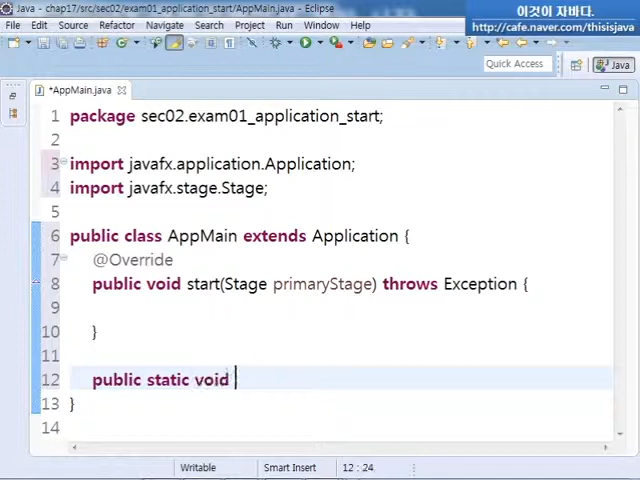 Java - chap17/src/sec02/exam01_application_start/AppMain.java - Eclipse
이것이 자바다.
http://cafe.naver.com/thisisjava
File Edit Source Refactor Navigate Search Project Run Window Help
Quick Access
Java
*AppMain.java
1 package sec02.exam01_application_start;
2
3 import javafx.application.Application;
4 import javafx.stage.Stage;
5
6 public class AppMain extends Application {
7 @Override
8 public void start(Stage primaryStage) throws Exception {
9
10 }
11
12 public static void
13 }
14
Writable Smart Insert 12 : 24